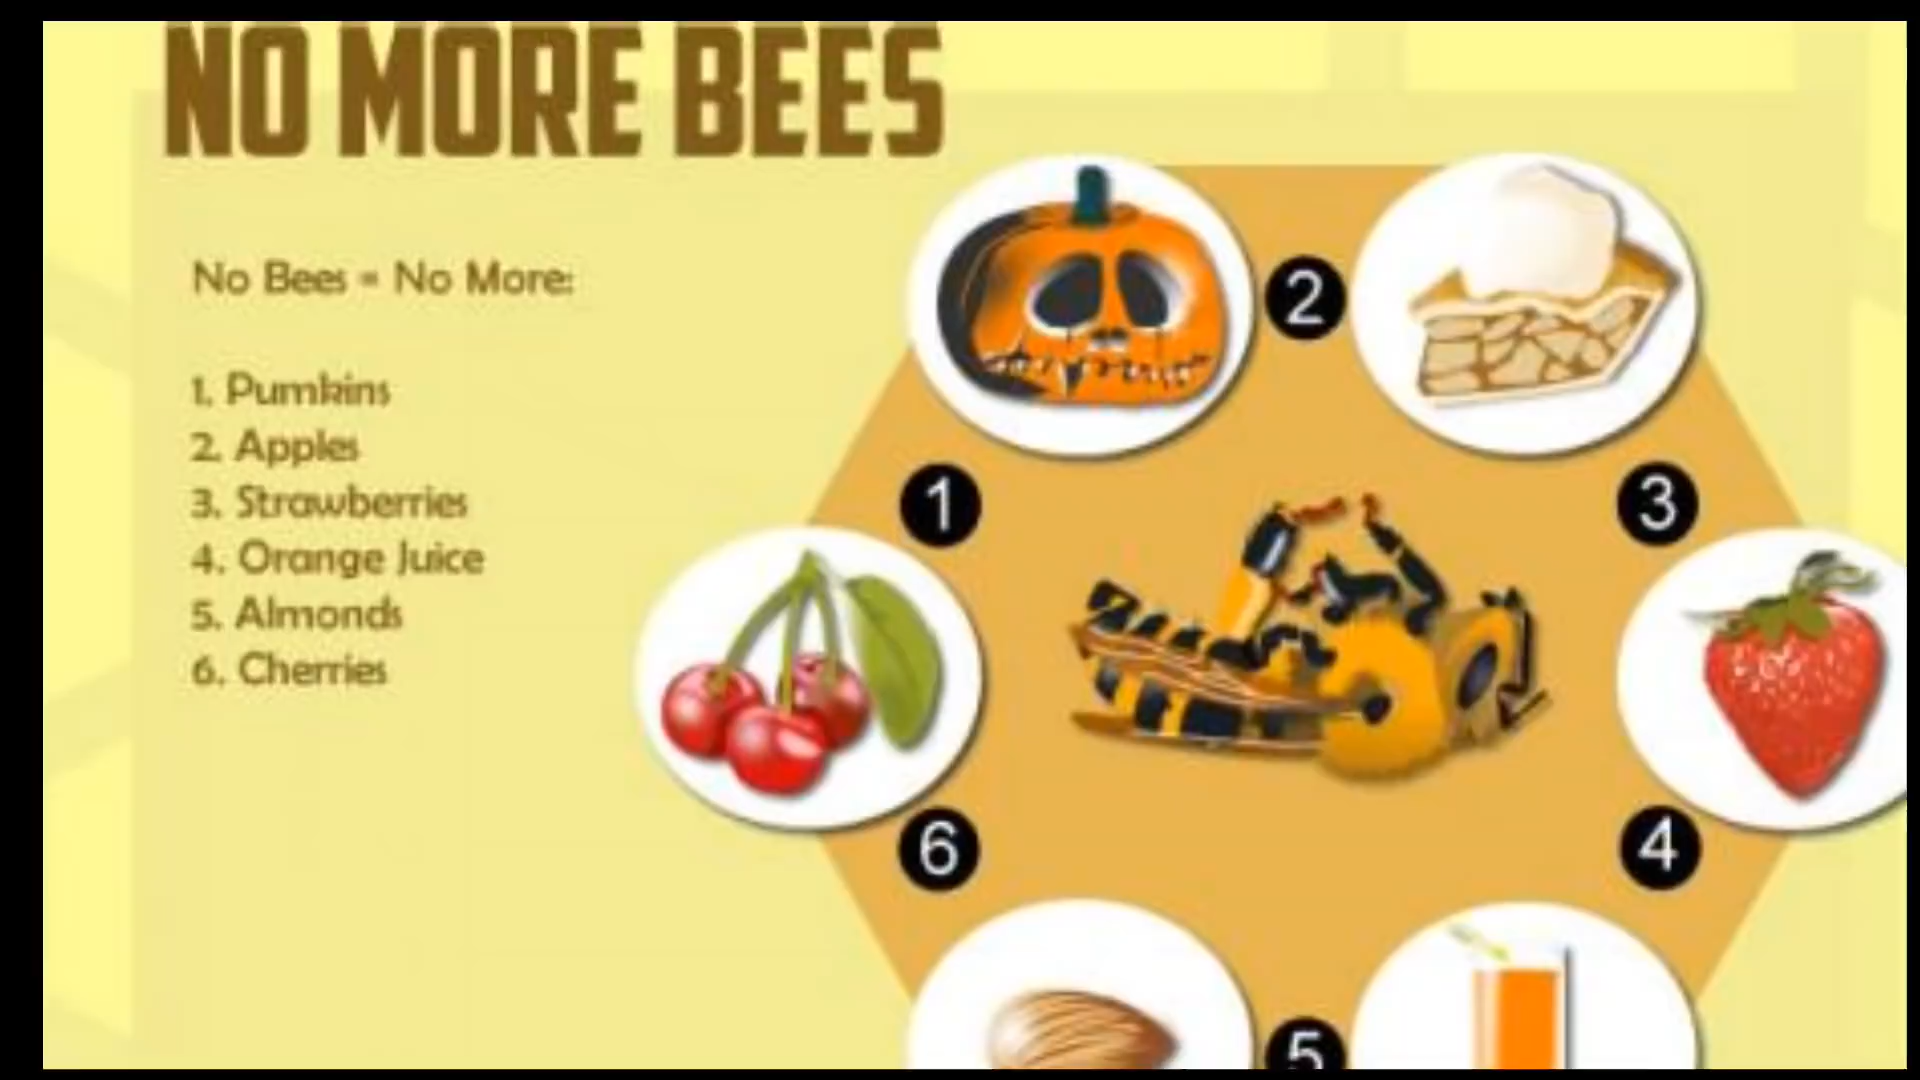 NO MORE BEES
No Bees = No More:
1. Pumkins
2. Apples
3. Strawberries
4. Orange Juice
5. Almonds
6. Cherries
2
1
3
6
4
5